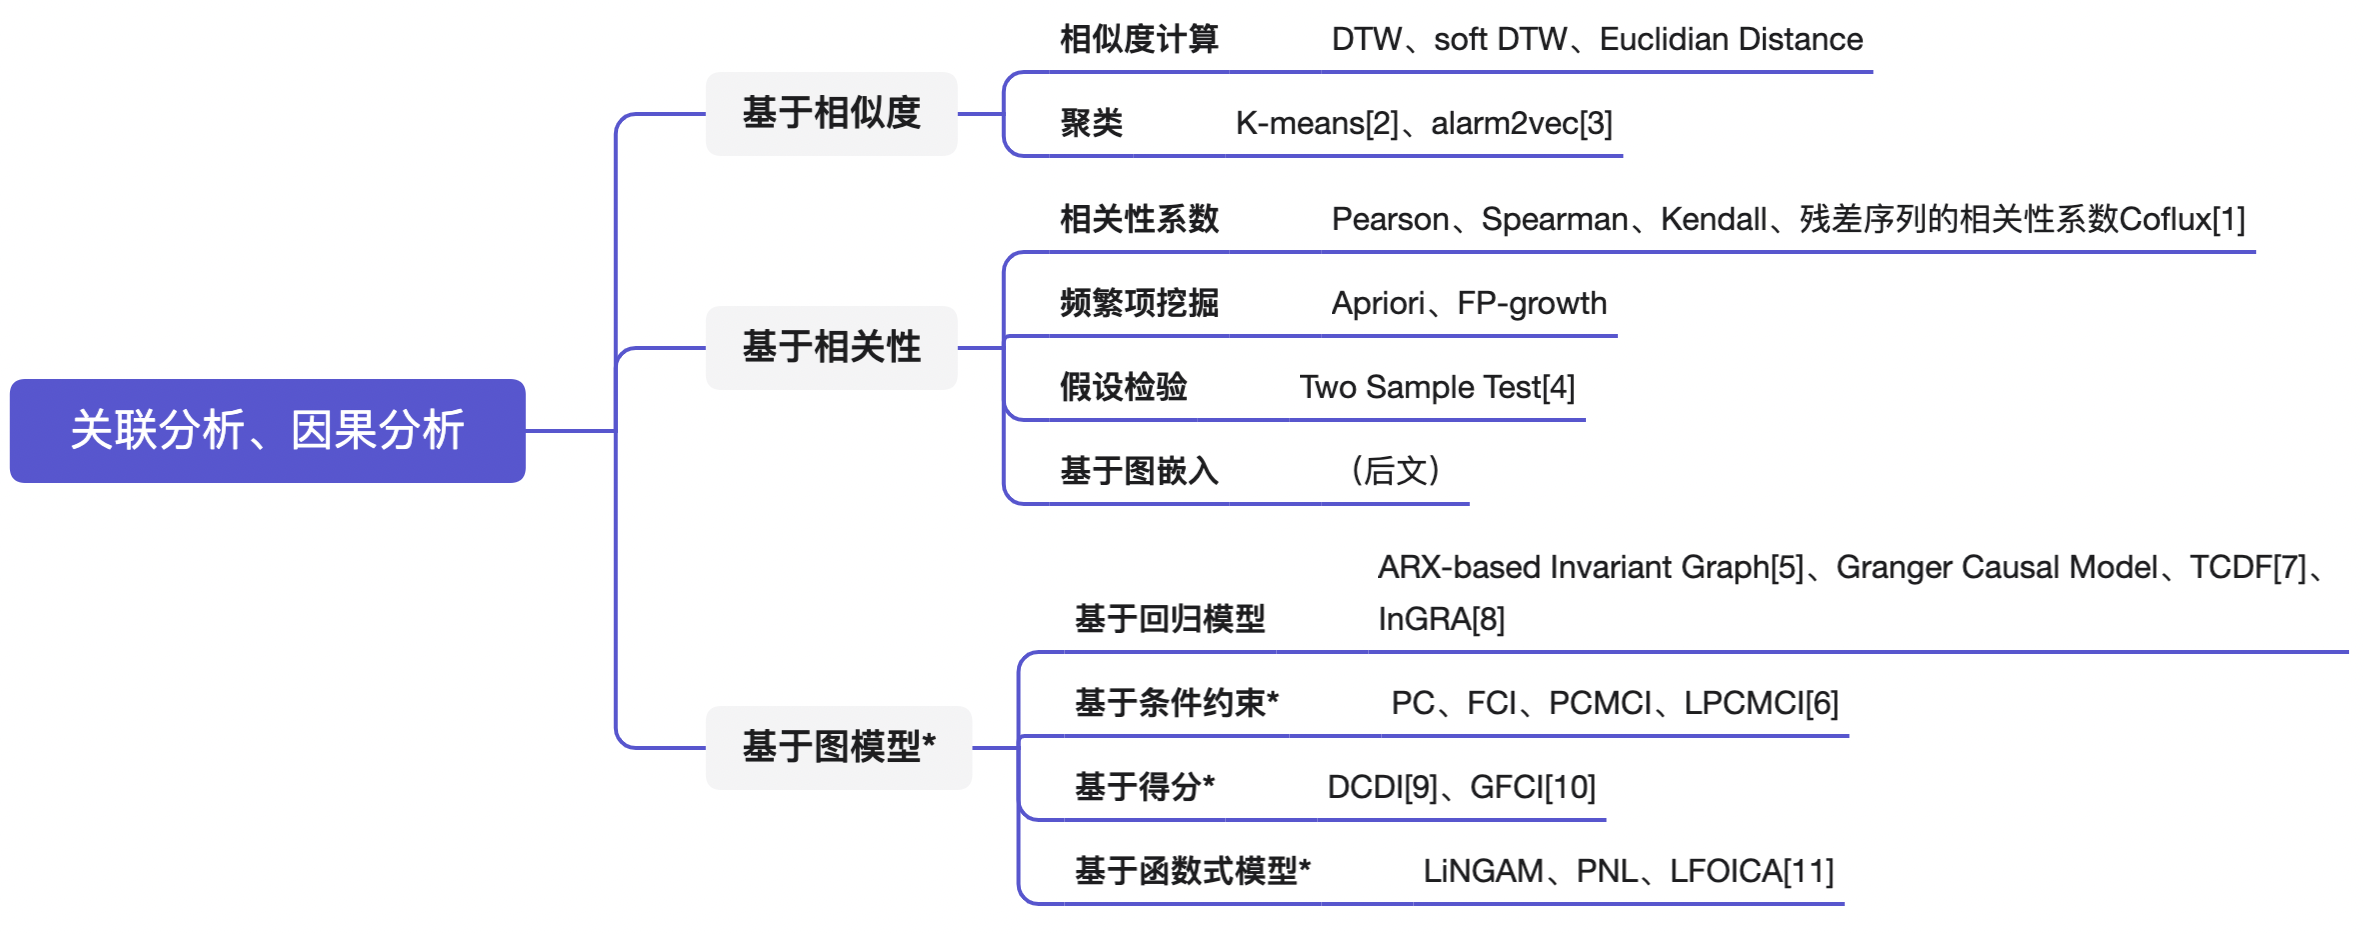 关联分析、因果分析
基于相似度
相似度计算 DTW、soft DTW、Euclidian Distance
聚类 K-means[2]、alarm2vec[3]
基于相关性
相关性系数 Pearson、Spearman、Kendall、残差序列的相关性系数Coflux[1]
频繁项挖掘 Apriori、FP-growth
假设检验 Two Sample Test[4]
基于图嵌入 （后文）
基于图模型*
基于回归模型 ARX-based Invariant Graph[5]、Granger Causal Model、TCDF[7]、
InGRA[8]
基于条件约束* PC、FCI、PCMCI、LPCMCI[6]
基于得分* DCDI[9]、GFCI[10]
基于函数式模型* LiNGAM、PNL、LFOICA[11]